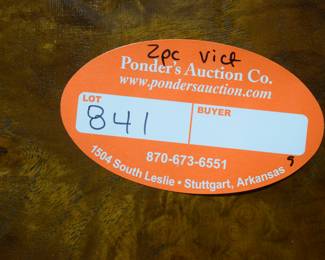 2pc vict
Ponder's Auction Co.
www.pondersauction.com
LOT
BUYER
841
870-673-6551
1504 South Leslie • Stuttgart, Arkansas
9